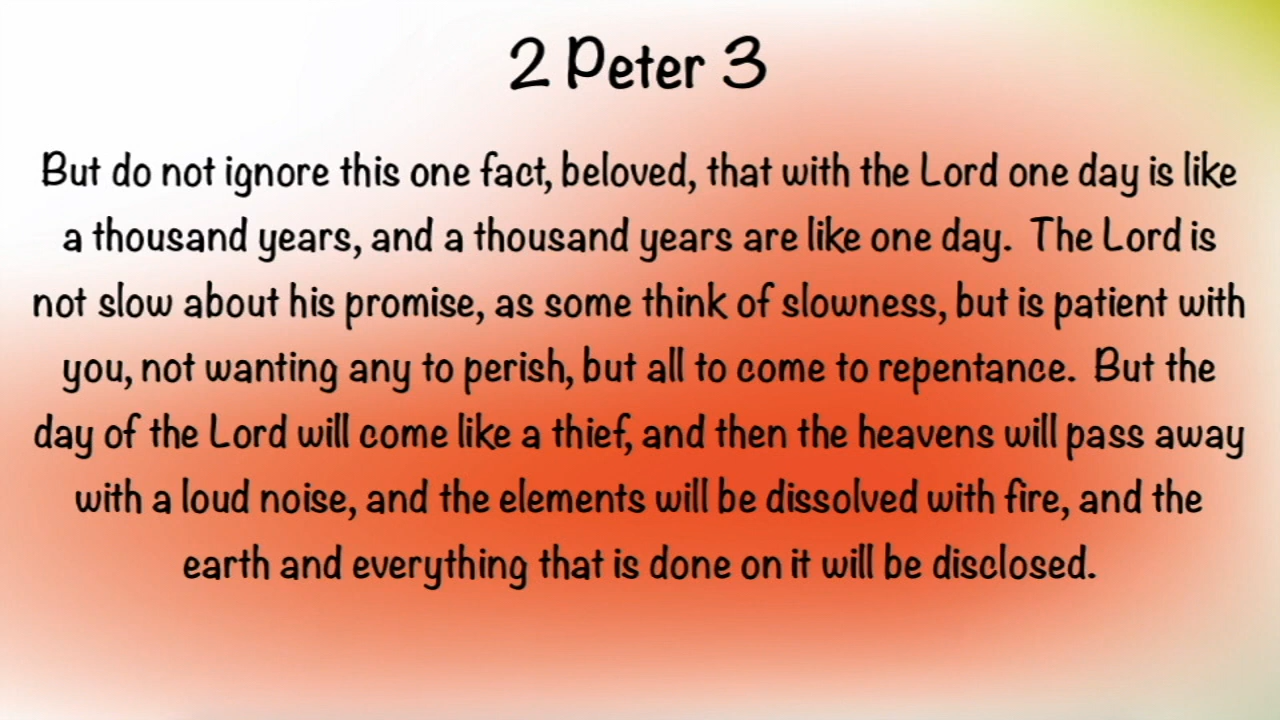 2 Peter 3
But do not ignore this one fact, beloved, that with the Lord one day is like
a thousand years, and a thousand years are like one day.  The Lord is
not slow about his promise, as some think of slowness, but is patient with
you, not wanting any to perish, but all to come to repentance.  But the
day of the Lord will come like a thief, and then the heavens will pass away
with a loud noise, and the elements will be dissolved with fire, and the
earth and everything that is done on it will be disclosed.